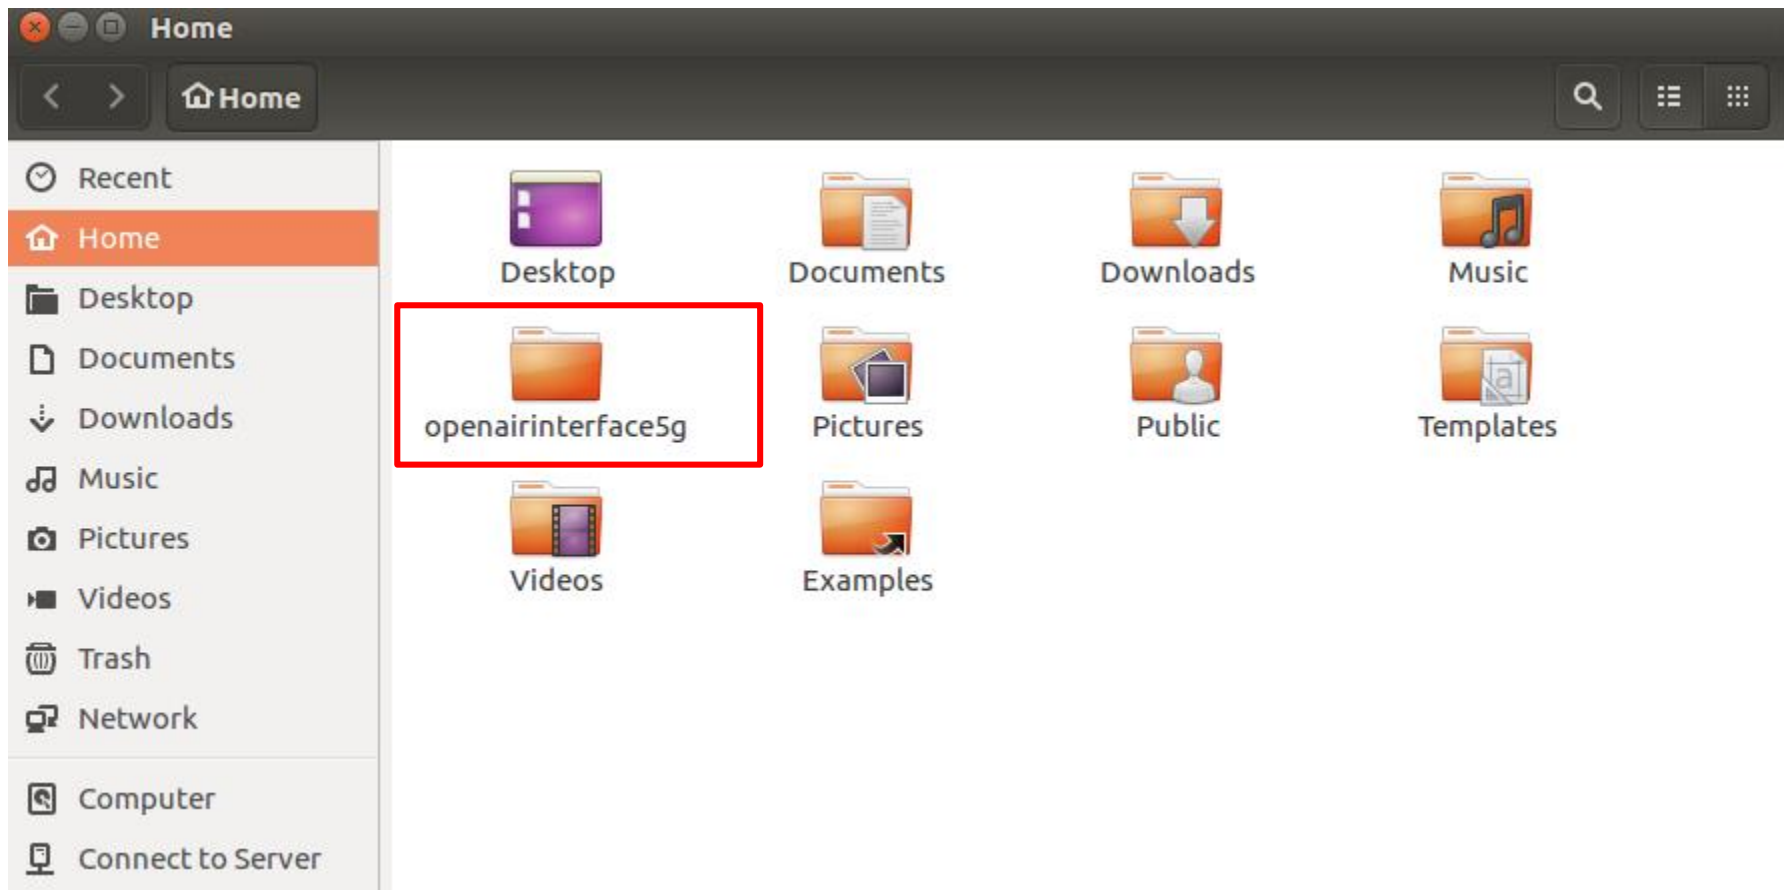 Home
Home
Recent
Home
Desktop
Documents
Downloads
Music
Pictures
Videos
Trash
Network
Computer
Connect to Server
Desktop
Documents
Downloads
Music
openairinterface5g
Pictures
Public
Templates
Videos
Examples